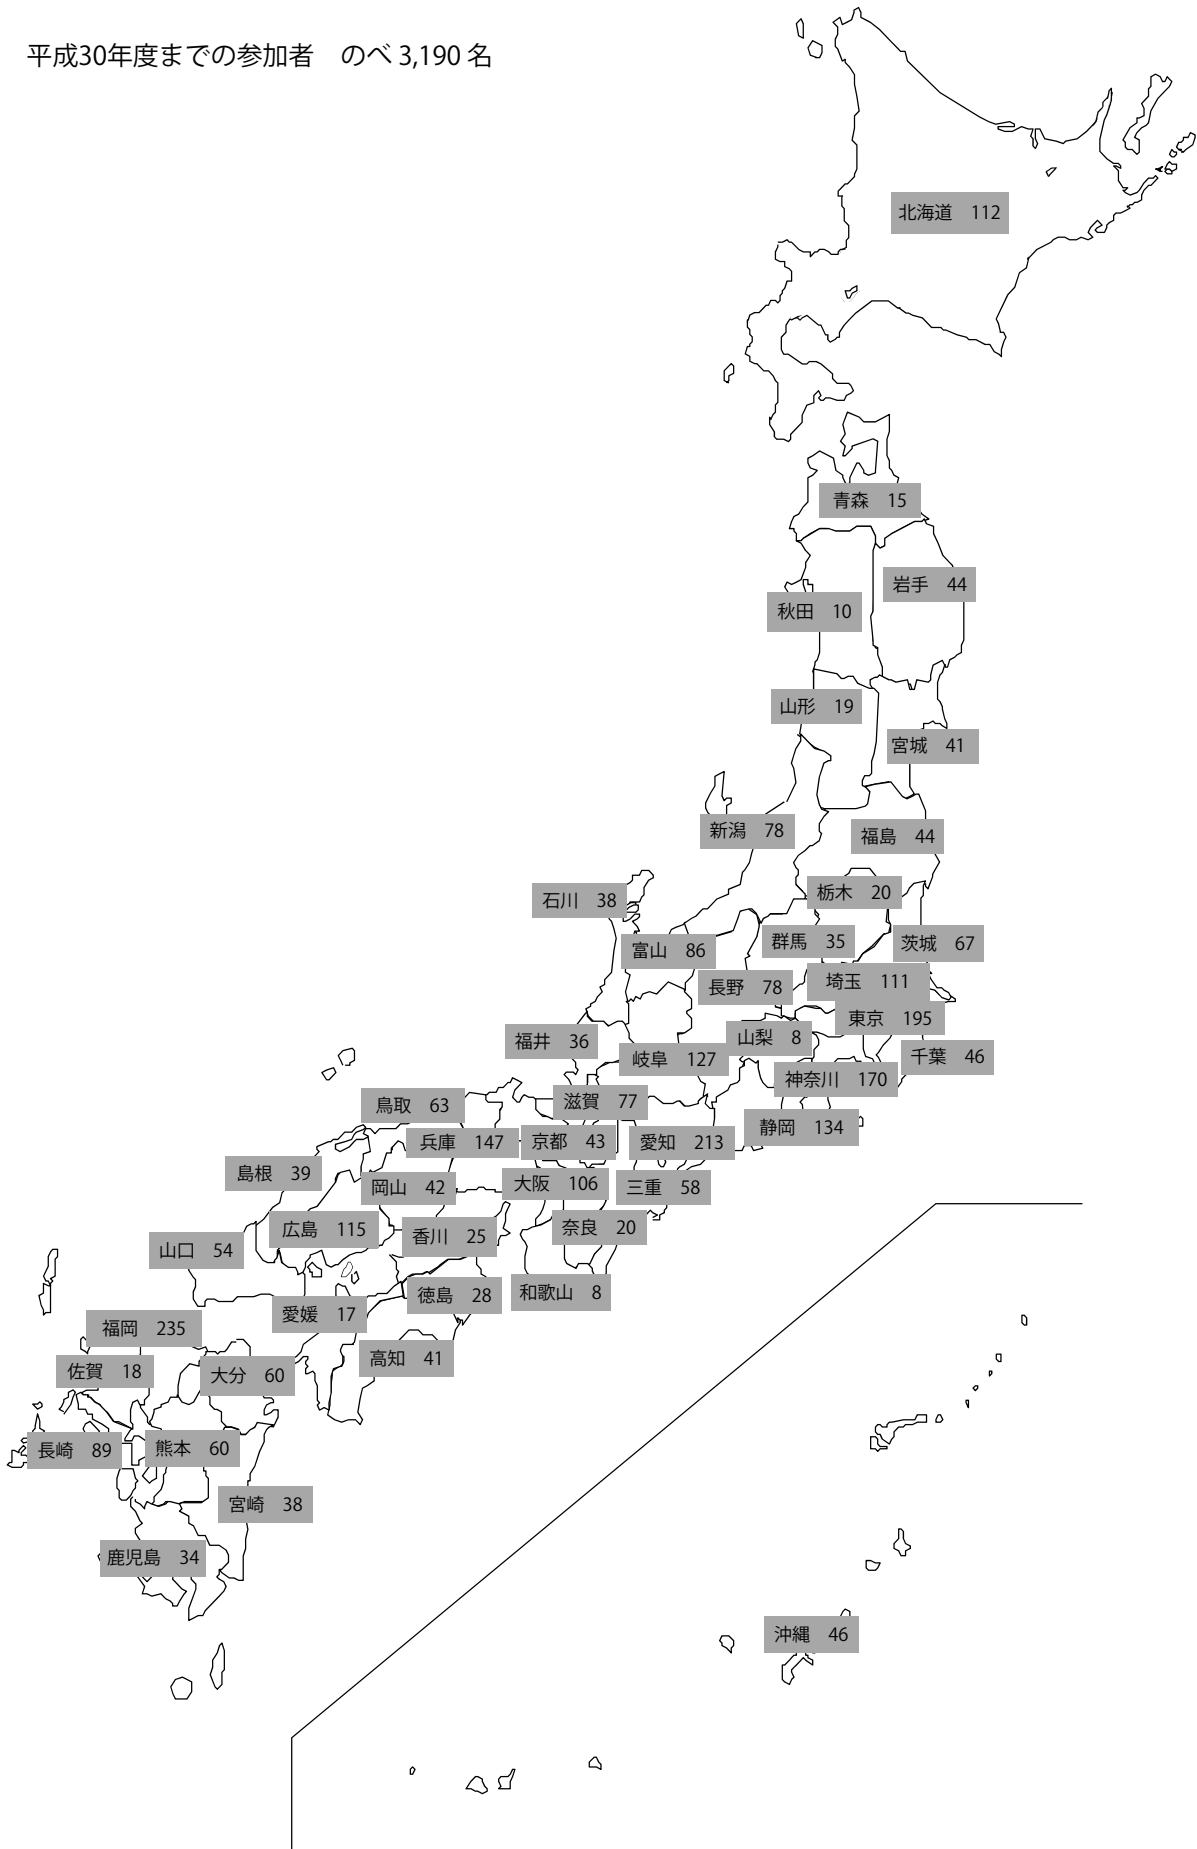 平成30年度までの参加者　のべ 3,190 名
北海道　112
青森　15
岩手　44
秋田　10
山形　19
宮城　41
新潟　78
福島　44
栃木　20
石川　38
群馬　35
茨城　67
富山　86
埼玉　111
長野　78
東京　195
山梨　8
福井　36
千葉　46
岐阜　127
神奈川　170
滋賀　77
鳥取　63
静岡　134
兵庫　147
京都　43
愛知　213
島根　39
大阪　106
岡山　42
三重　58
奈良　20
広島　115
香川　25
山口　54
和歌山　8
徳島　28
愛媛　17
福岡　235
高知　41
佐賀　18
大分　60
長崎　89
熊本　60
宮崎　38
鹿児島　34
沖縄　46